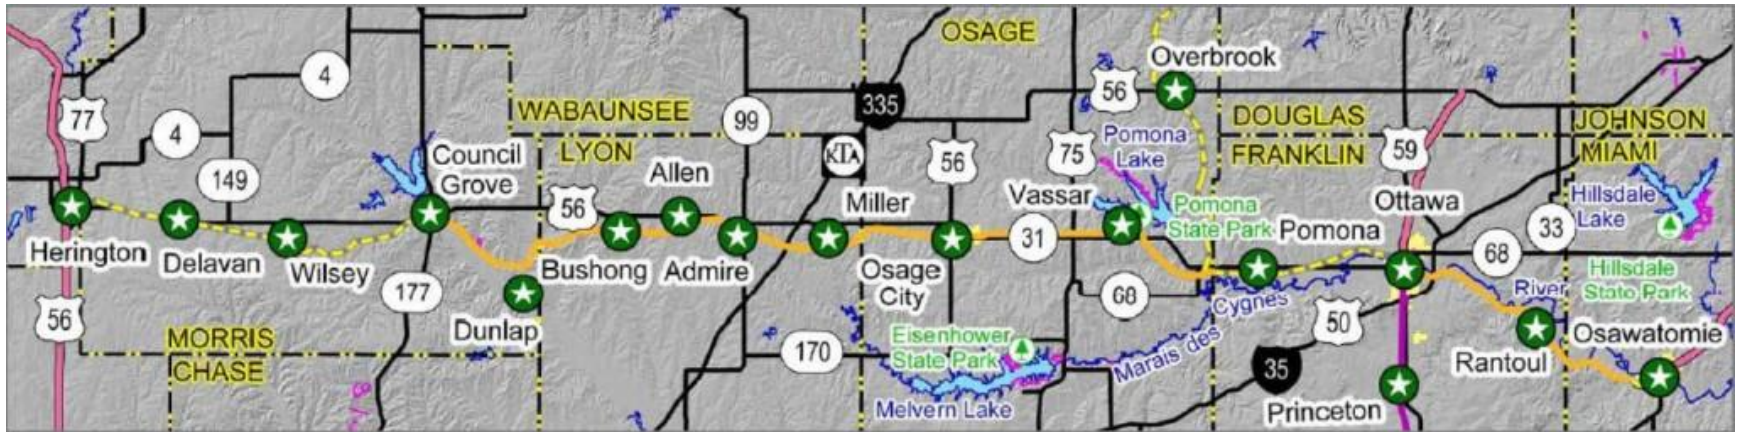 OSAGE
Overbrook
4
56
77
335
WABAUNSEE
99
DOUGLAS
JOHNSON
4
Pomona
Lake
LYON
KTA
56
75
FRANKLIN
59
MIAMI
Council
Grove
149
Allen
Miller
Vassar
Pomona
State Park
Ottawa
Hillsdale
Lake
56
31
Pomona
33
68
Herington
Delavan
Wilsey
Bushong
Admire
Osage
City
Hillsdale
State Park
177
68
Cygnes
River
56
Dunlap
50
MORRIS
Eisenhower
State Park
170
Marais des
35
Rantoul
Osawatomie
CHASE
Melvern Lake
Princeton